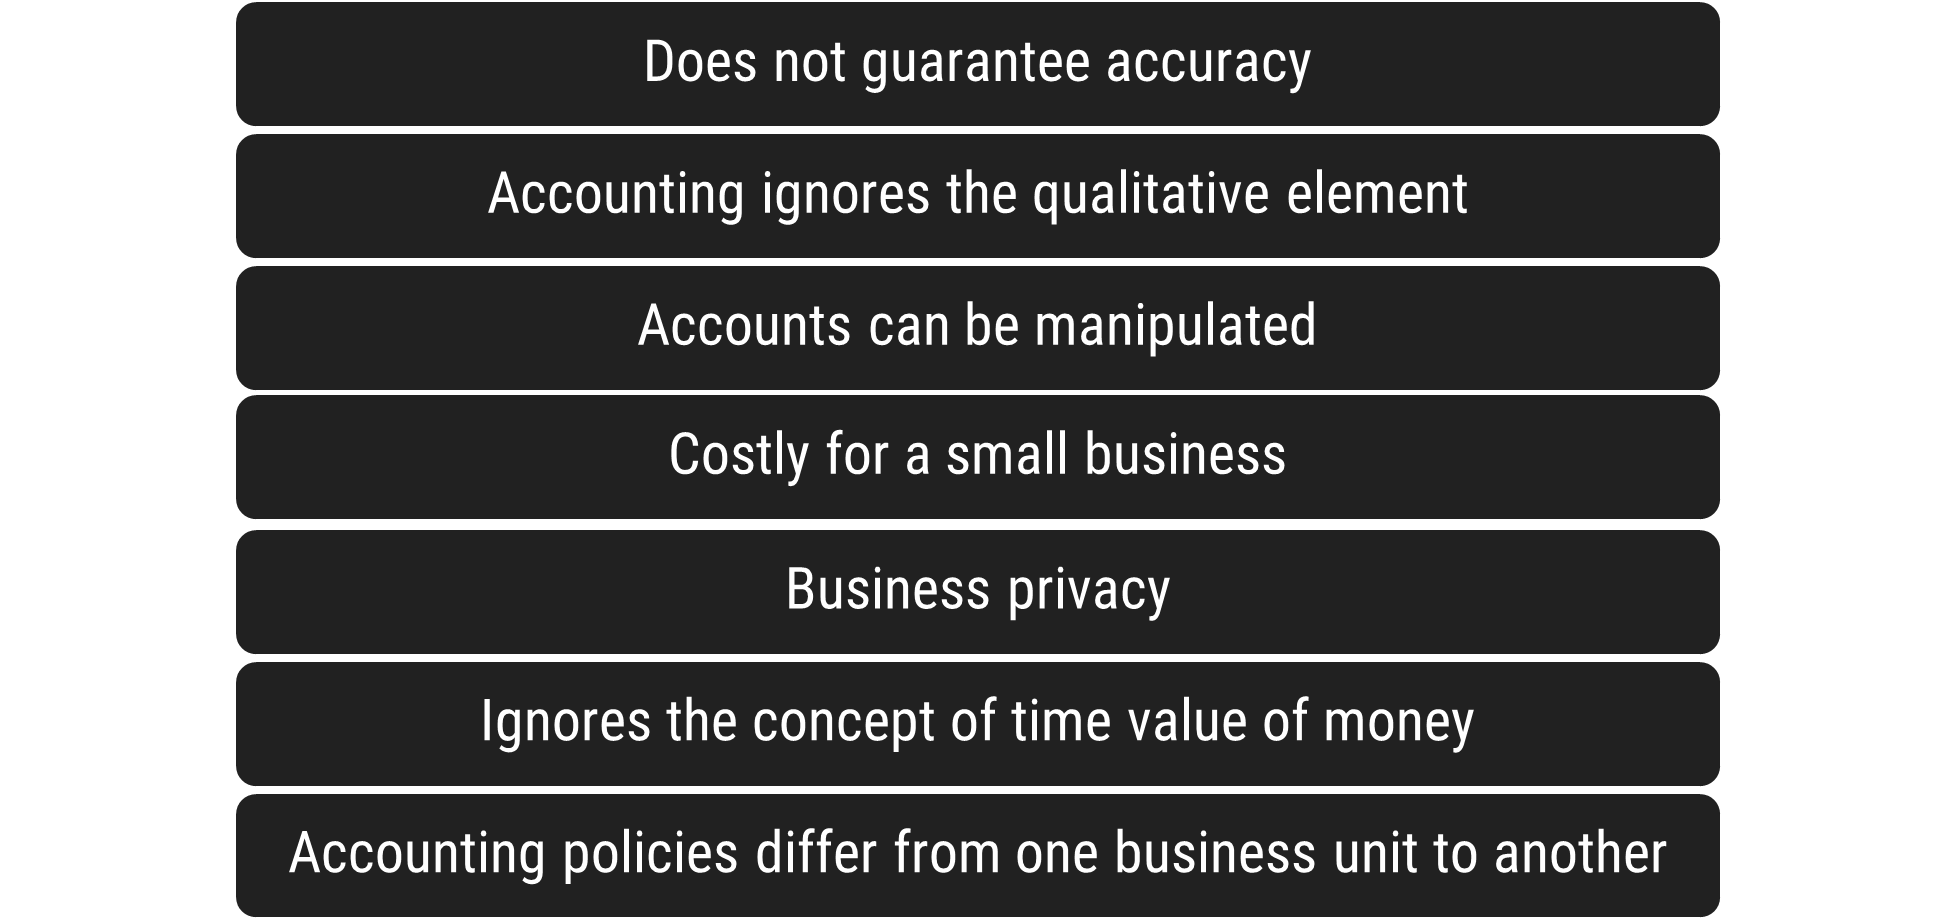 Does not guarantee accuracy
Accounting ignores the qualitative element
Accounts can be manipulated
Costly for a small business
Business privacy
Ignores the concept of time value of money
Accounting policies differ from one business unit to another